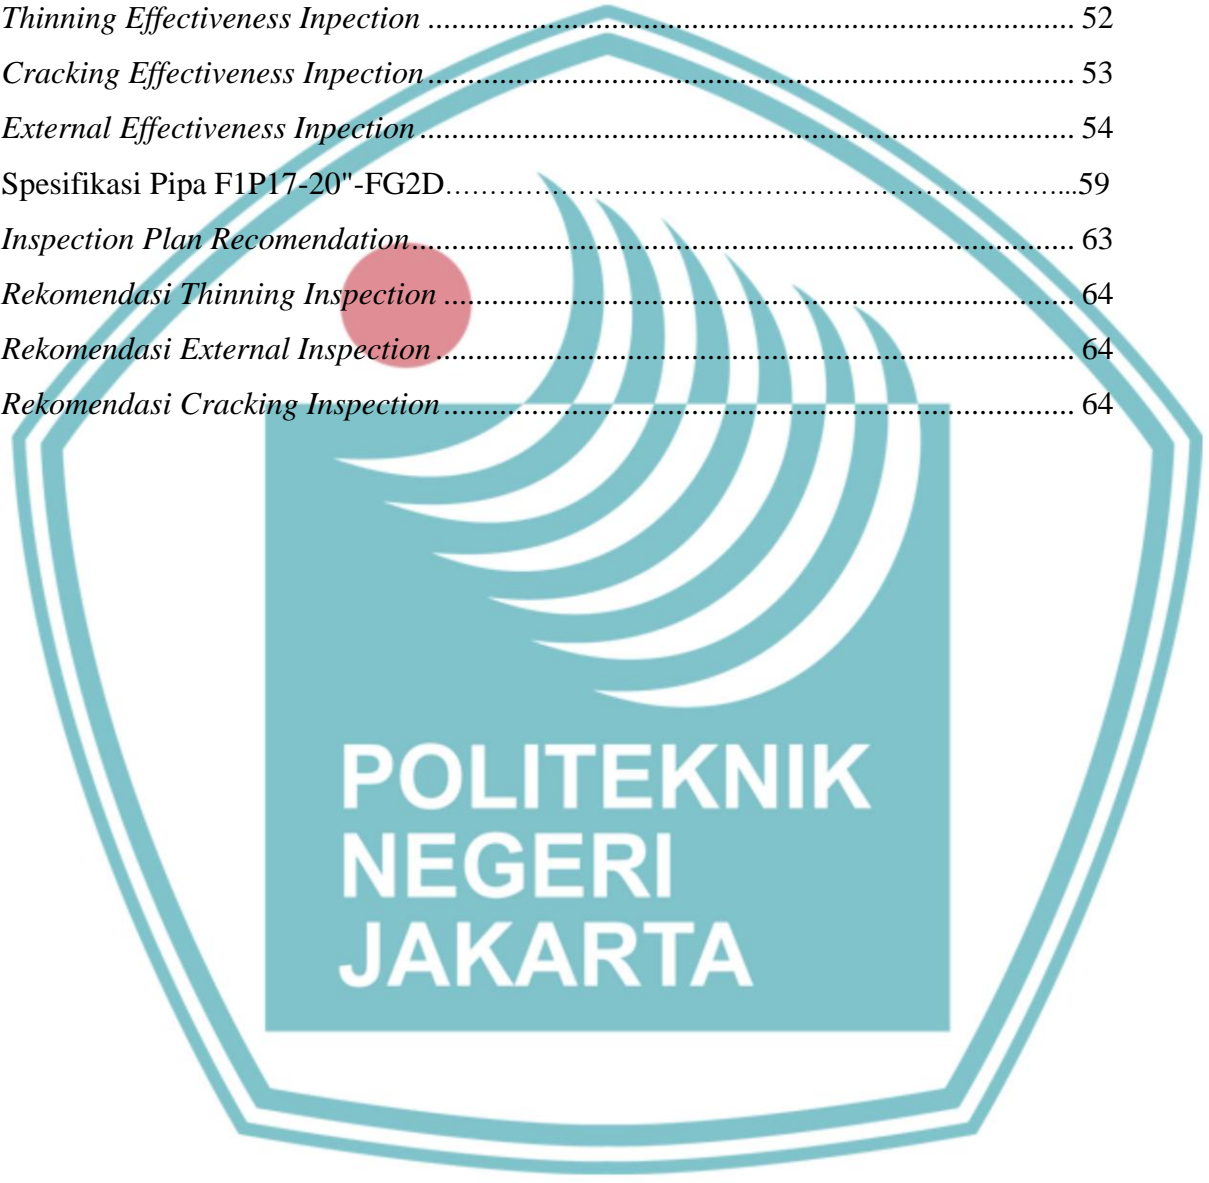 Thinning Effectiveness Inpection ................................................................................ 52
Cracking Effectiveness Inpection ................................................................................ 53
External Effectiveness Inpection ................................................................................. 54
Spesifikasi Pipa F1P17-20"-FG2D…………………………………………………………...59
Inspection Plan Recomendation .................................................................................. 63
Rekomendasi Thinning Inspection .............................................................................. 64
Rekomendasi External Inspection ............................................................................... 64
Rekomendasi Cracking Inspection .............................................................................. 64
POLITEKNIK
NEGERI
JAKARTA